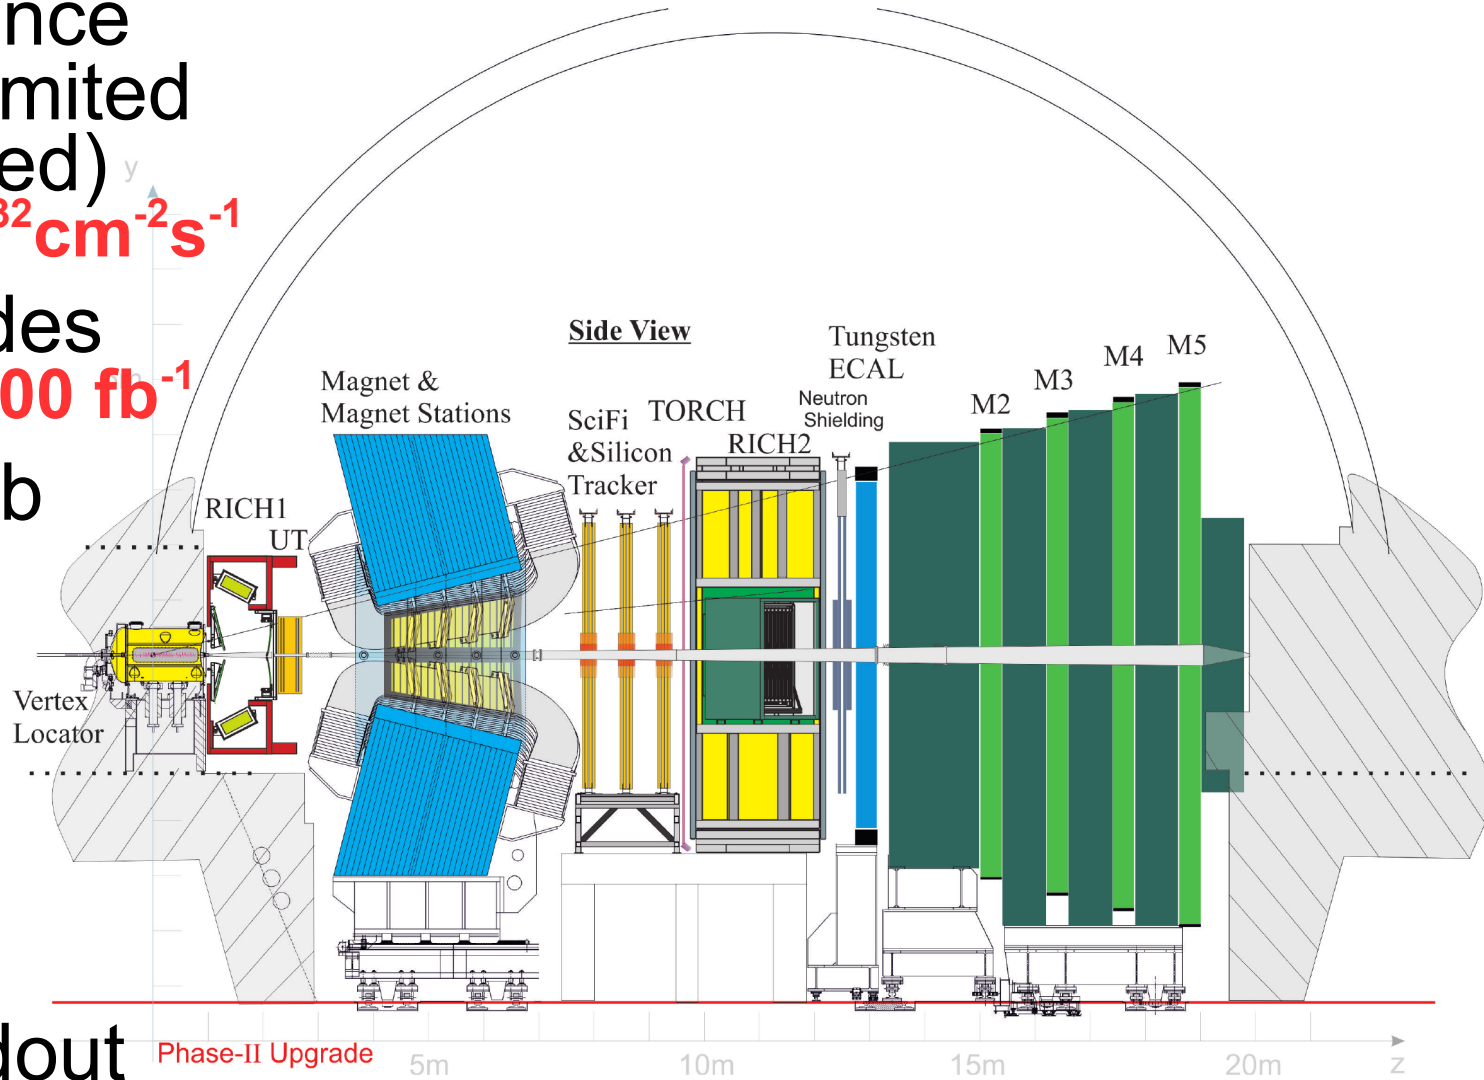 nce
mited
ed)
32cm-2s-1
des
00 fb-1
b
dout
y
Side View
Magnet &
Magnet Stations
SciFi
&Silicon
Tracker
TORCH
RICH2
Tungsten
ECAL
Neutron
Shielding
M2
M3
M4
M5
RICH1
UT
Vertex
Locator
Phase-II Upgrade
5m
10m
15m
20m
z